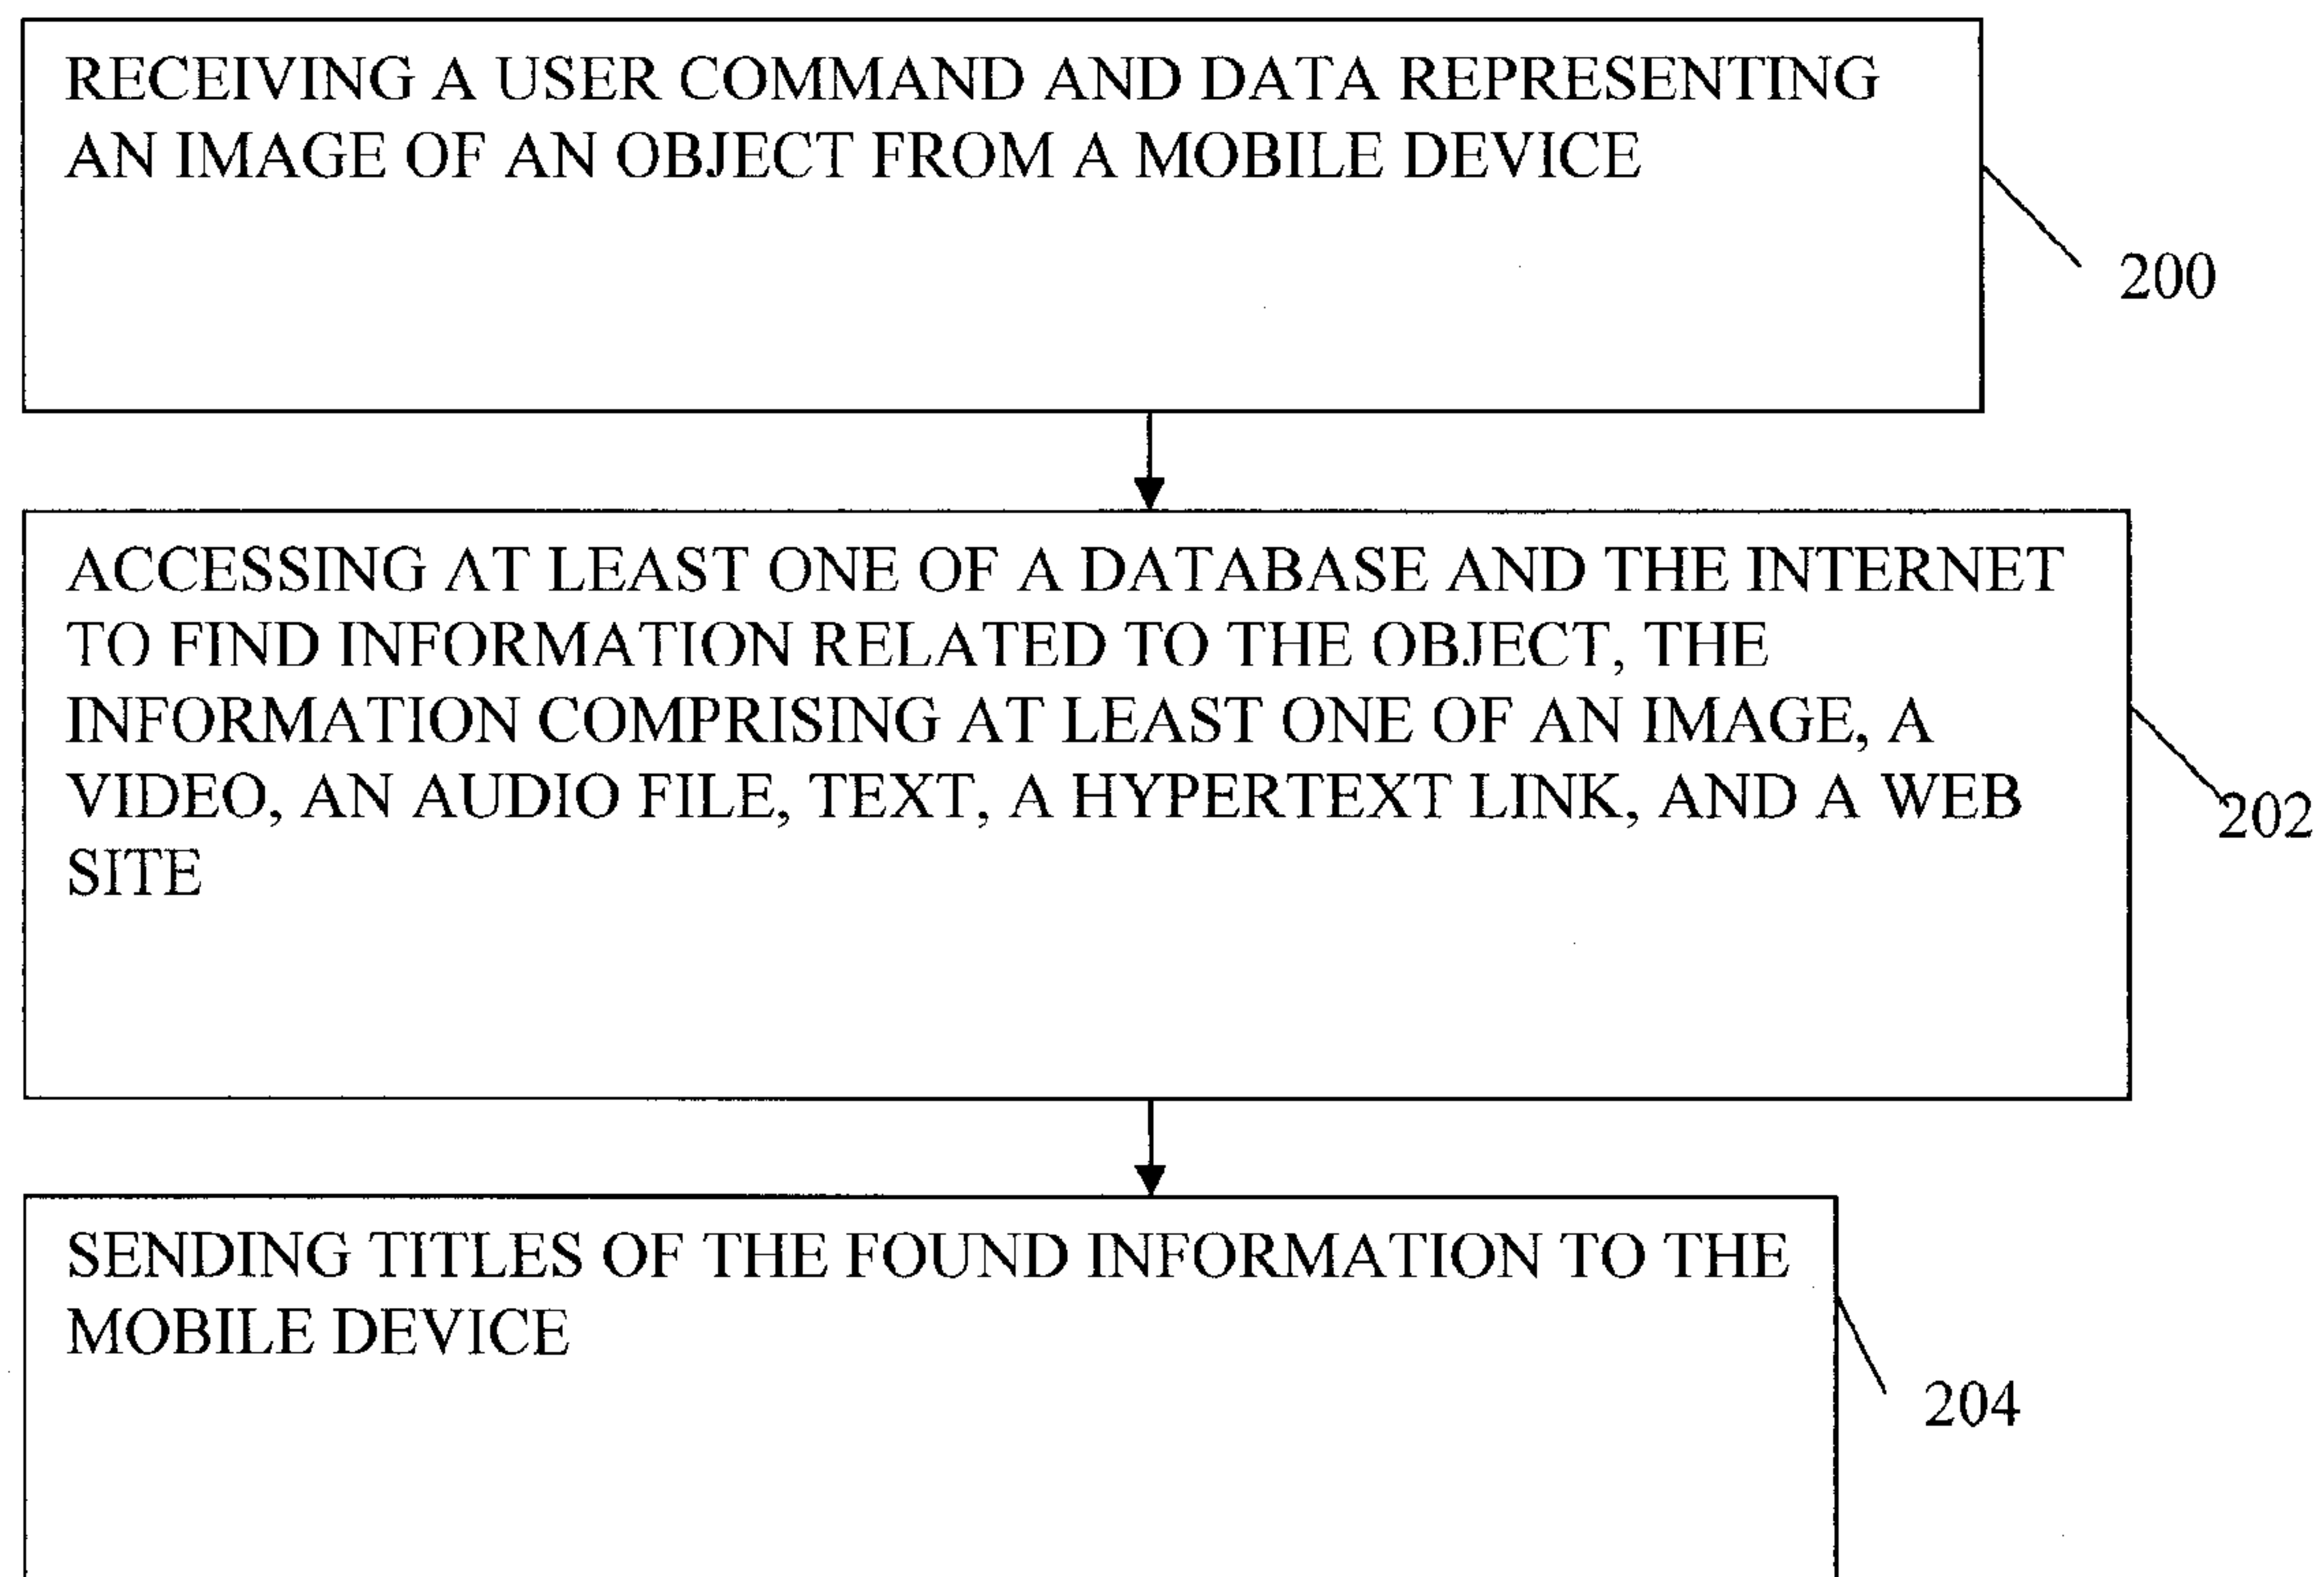 RECEIVING A USER COMMAND AND DATA REPRESENTING
AN IMAGE OF AN OBJECT FROM A MOBILE DEVICE
200
ACCESSING AT LEAST ONE OF A DATABASE AND THE INTERNET
TO FIND INFORMATION RELATED TO THE OBJECT, THE
INFORMATION COMPRISING AT LEAST ONE OF AN IMAGE, A
VIDEO, AN AUDIO FILE, TEXT, A HYPERTEXT LINK, AND A WEB
SITE
202
SENDING TITLES OF THE FOUND INFORMATION TO THE
MOBILE DEVICE
204